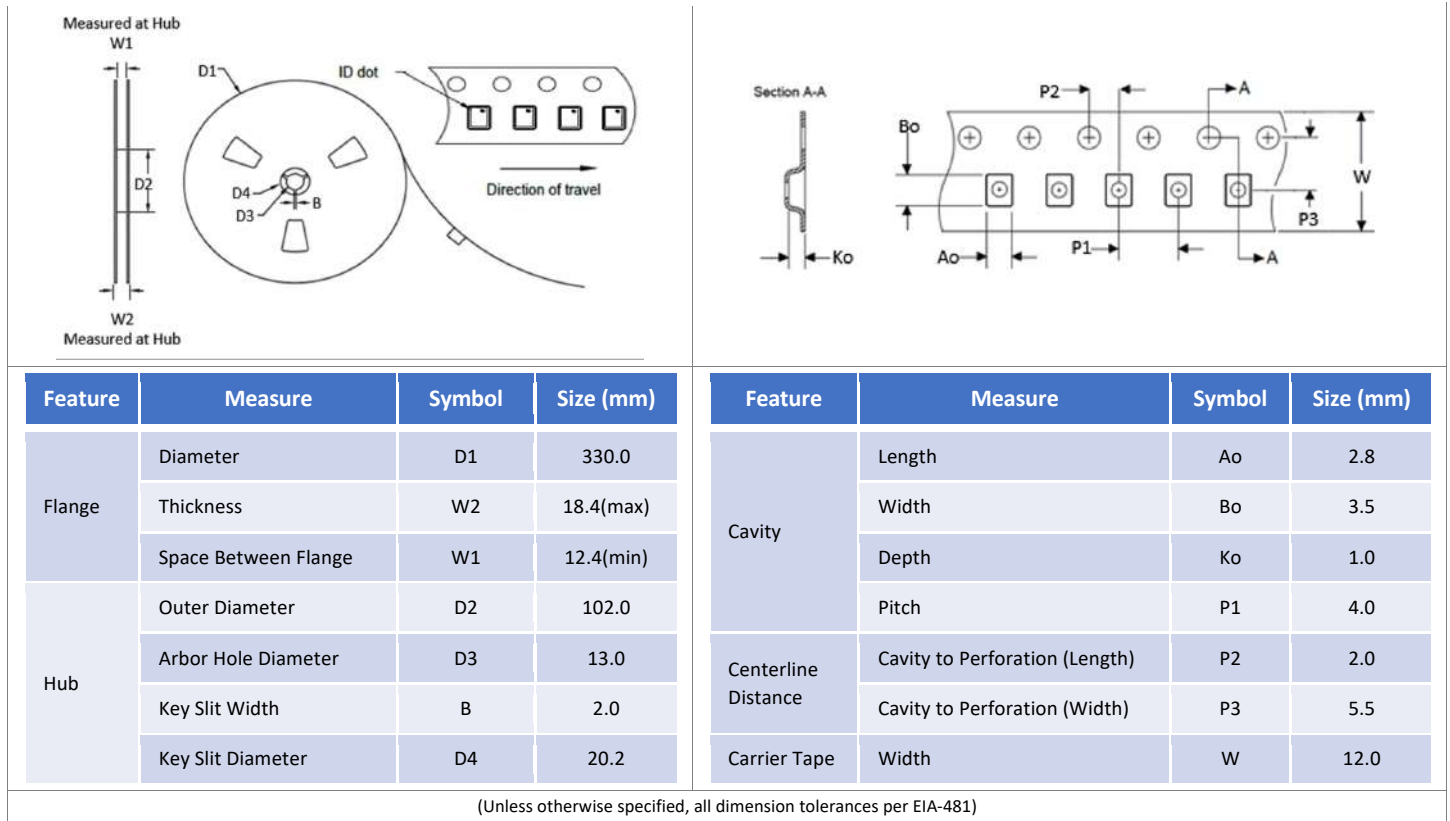 Measured at Hub
W1
D1
ID dot
D2
D4
D3
B
Direction of travel
W2
Measured at Hub
Section A-A
Ko
P2
A
Bo
W
P3
P1
Ao
A
Feature Measure Symbol Size (mm)
Flange
Diameter D1 330.0
Thickness W2 18.4(max)
Space Between Flange W1 12.4(min)
Hub
Outer Diameter D2 102.0
Arbor Hole Diameter D3 13.0
Key Slit Width B 2.0
Key Slit Diameter D4 20.2
Feature Measure Symbol Size (mm)
Cavity
Length Ao 2.8
Width Bo 3.5
Depth Ko 1.0
Pitch P1 4.0
Centerline
Distance
Cavity to Perforation (Length) P2 2.0
Cavity to Perforation (Width) P3 5.5
Carrier Tape Width W 12.0
(Unless otherwise specified, all dimension tolerances per EIA-481)